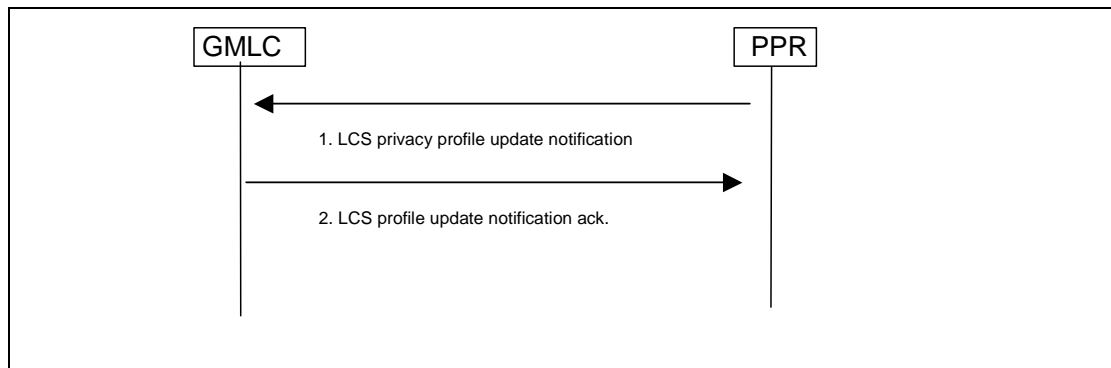 GMLC
PPR
1. LCS privacy profile update notification
2. LCS profile update notification ack.